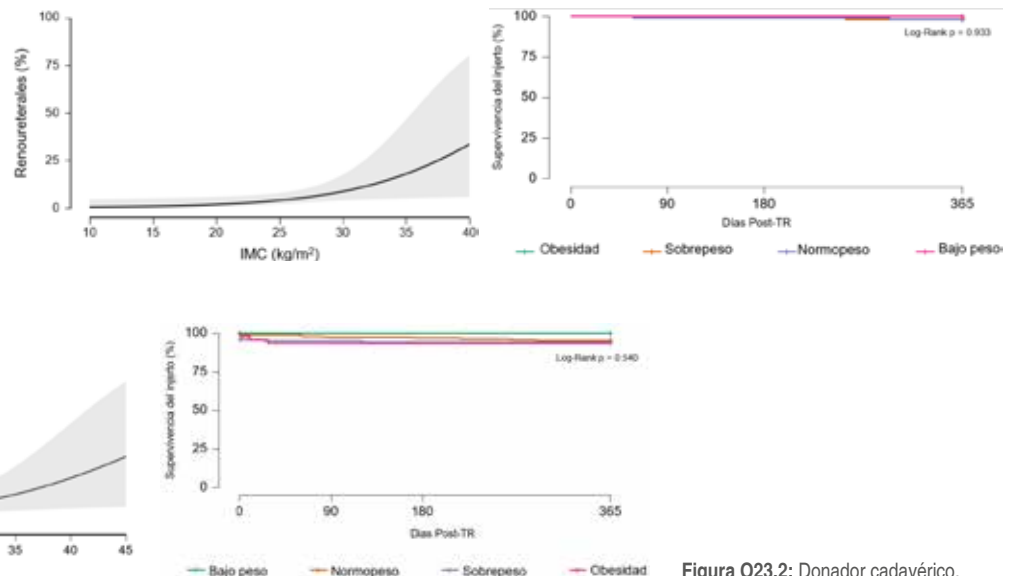 100
75
50
25
0
Renoureterales (%)
10 15 20 25 30 35 40
IMC (kg/m²)
100
75
50
25
0
Supervivencia del injerto (%)
Log-Rank p = 0.933
0 90 180 365
Dias Post-TR
Obesidad Sobrepeso Normopeso Bajo peso
35 40 45
100
75
50
25
0
Supervivencia del injerto (%)
Log-Rank p = 0.540
0 90 180 365
Dias Post-TR
Bajo peso Normopeso Sobrepeso Obesidad
Figura O23.2: Donador cadavérico.